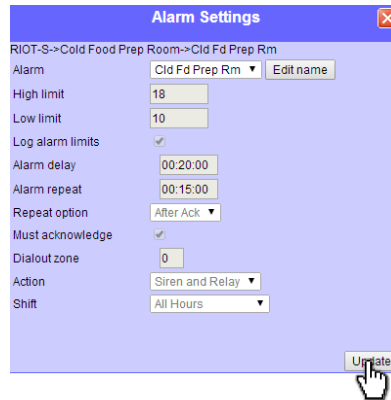 Alarm Settings
RIOT-S->Cold Food Prep Room->Cld Fd Prep Rm
Alarm Cld Fd Prep Rm Edit name
High limit 18
Low limit 10
Log alarm limits
Alarm delay 00:20:00
Alarm repeat 00:15:00
Repeat option After Ack
Must acknowledge
Dialout zone 0
Action Siren and Relay
Shift All Hours
Update